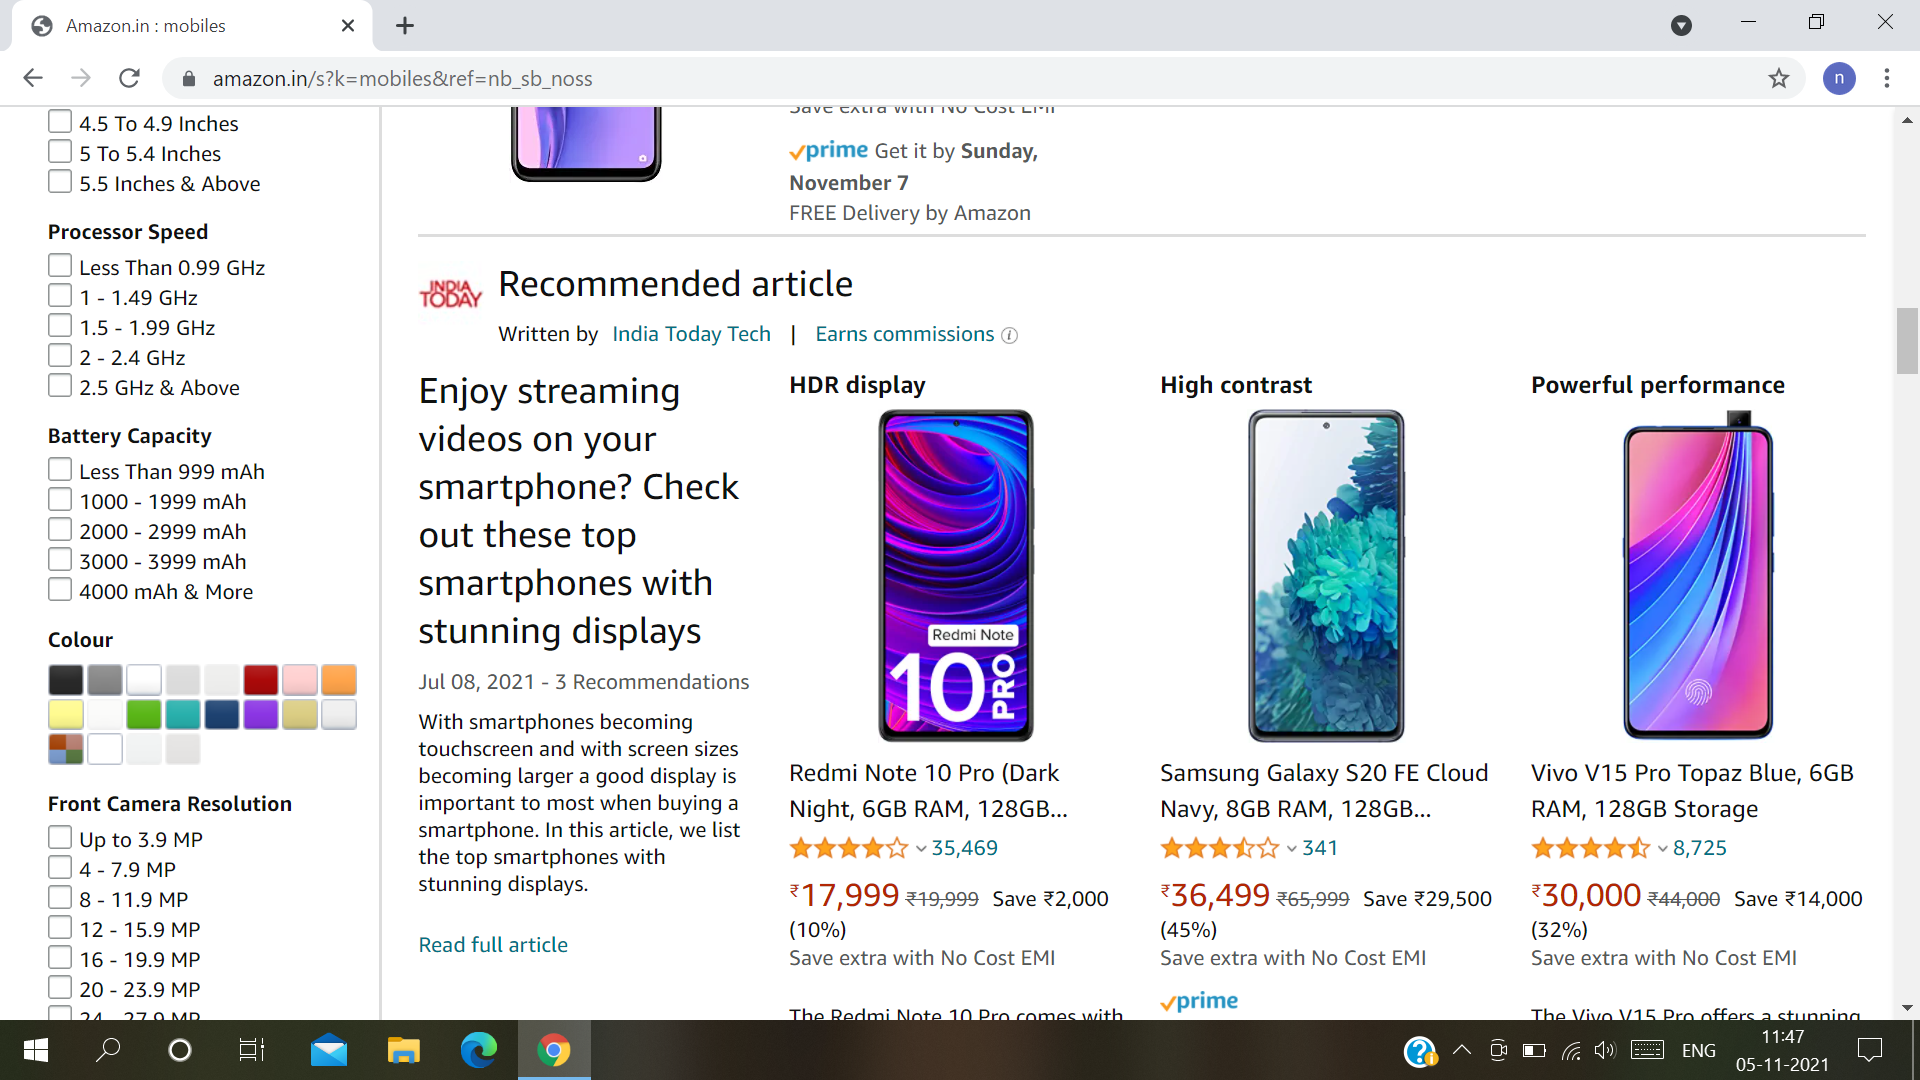 Amazon.in : mobiles
amazon.in/s?k=mobiles&ref=nb_sb_noss
n
4.5 To 4.9 Inches
5 To 5.4 Inches
5.5 Inches & Above
Processor Speed
Less Than 0.99 GHz
1 - 1.49 GHz
1.5 - 1.99 GHz
2 - 2.4 GHz
2.5 GHz & Above
Battery Capacity
Less Than 999 mAh
1000 - 1999 mAh
2000 - 2999 mAh
3000 - 3999 mAh
4000 mAh & More
Colour
Front Camera Resolution
Up to 3.9 MP
4 - 7.9 MP
8 - 11.9 MP
12 - 15.9 MP
16 - 19.9 MP
20 - 23.9 MP
24 - 27.9 MP
Save extra with No Cost EMI
prime Get it by Sunday,
November 7
FREE Delivery by Amazon
INDIA
TODAY
Recommended article
Written by India Today Tech | Earns commissions
Enjoy streaming
videos on your
smartphone? Check
out these top
smartphones with
stunning displays
Jul 08, 2021 - 3 Recommendations
With smartphones becoming
touchscreen and with screen sizes
becoming larger a good display is
important to most when buying a
smartphone. In this article, we list
the top smartphones with
stunning displays.
Read full article
HDR display
Redmi Note
10 PRO
Redmi Note 10 Pro (Dark
Night, 6GB RAM, 128GB...
35,469
₹17,999 ₹19,999 Save ₹2,000
(10%)
Save extra with No Cost EMI
The Redmi Note 10 Pro comes with
High contrast
Samsung Galaxy S20 FE Cloud
Navy, 8GB RAM, 128GB...
341
₹36,499 ₹65,999 Save ₹29,500
(45%)
Save extra with No Cost EMI
prime
Powerful performance
Vivo V15 Pro Topaz Blue, 6GB
RAM, 128GB Storage
8,725
₹30,000 ₹44,000 Save ₹14,000
(32%)
Save extra with No Cost EMI
The Vivo V15 Pro offers a stunning
ENG
11:47
05-11-2021